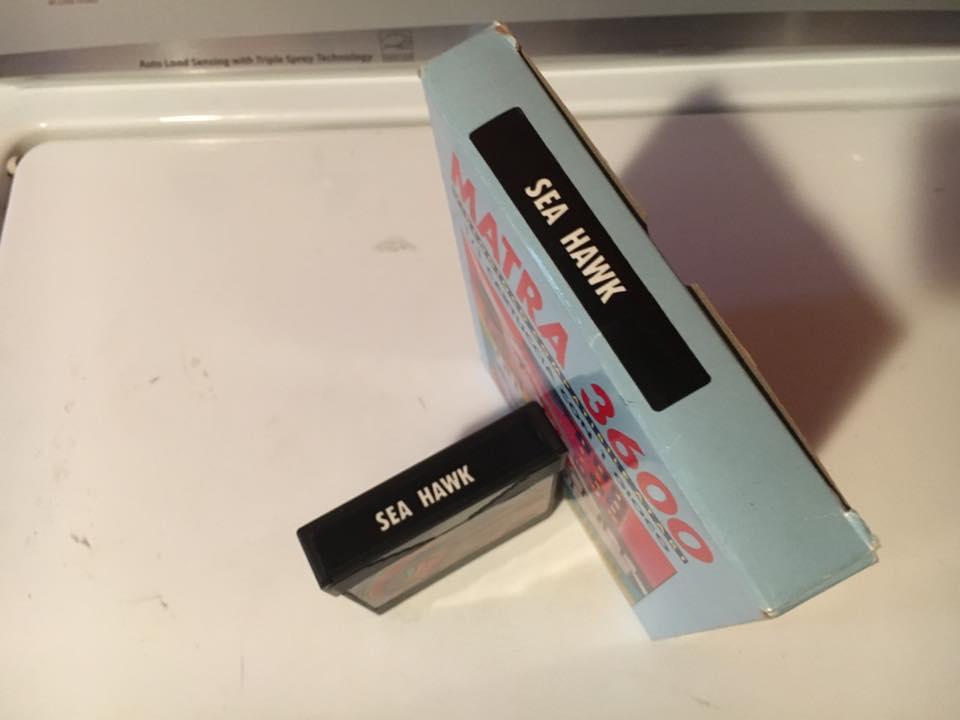 Auto Load Sensing with Triple Spray Technology
SEA HAWK
MATRA 3600
SEA HAWK